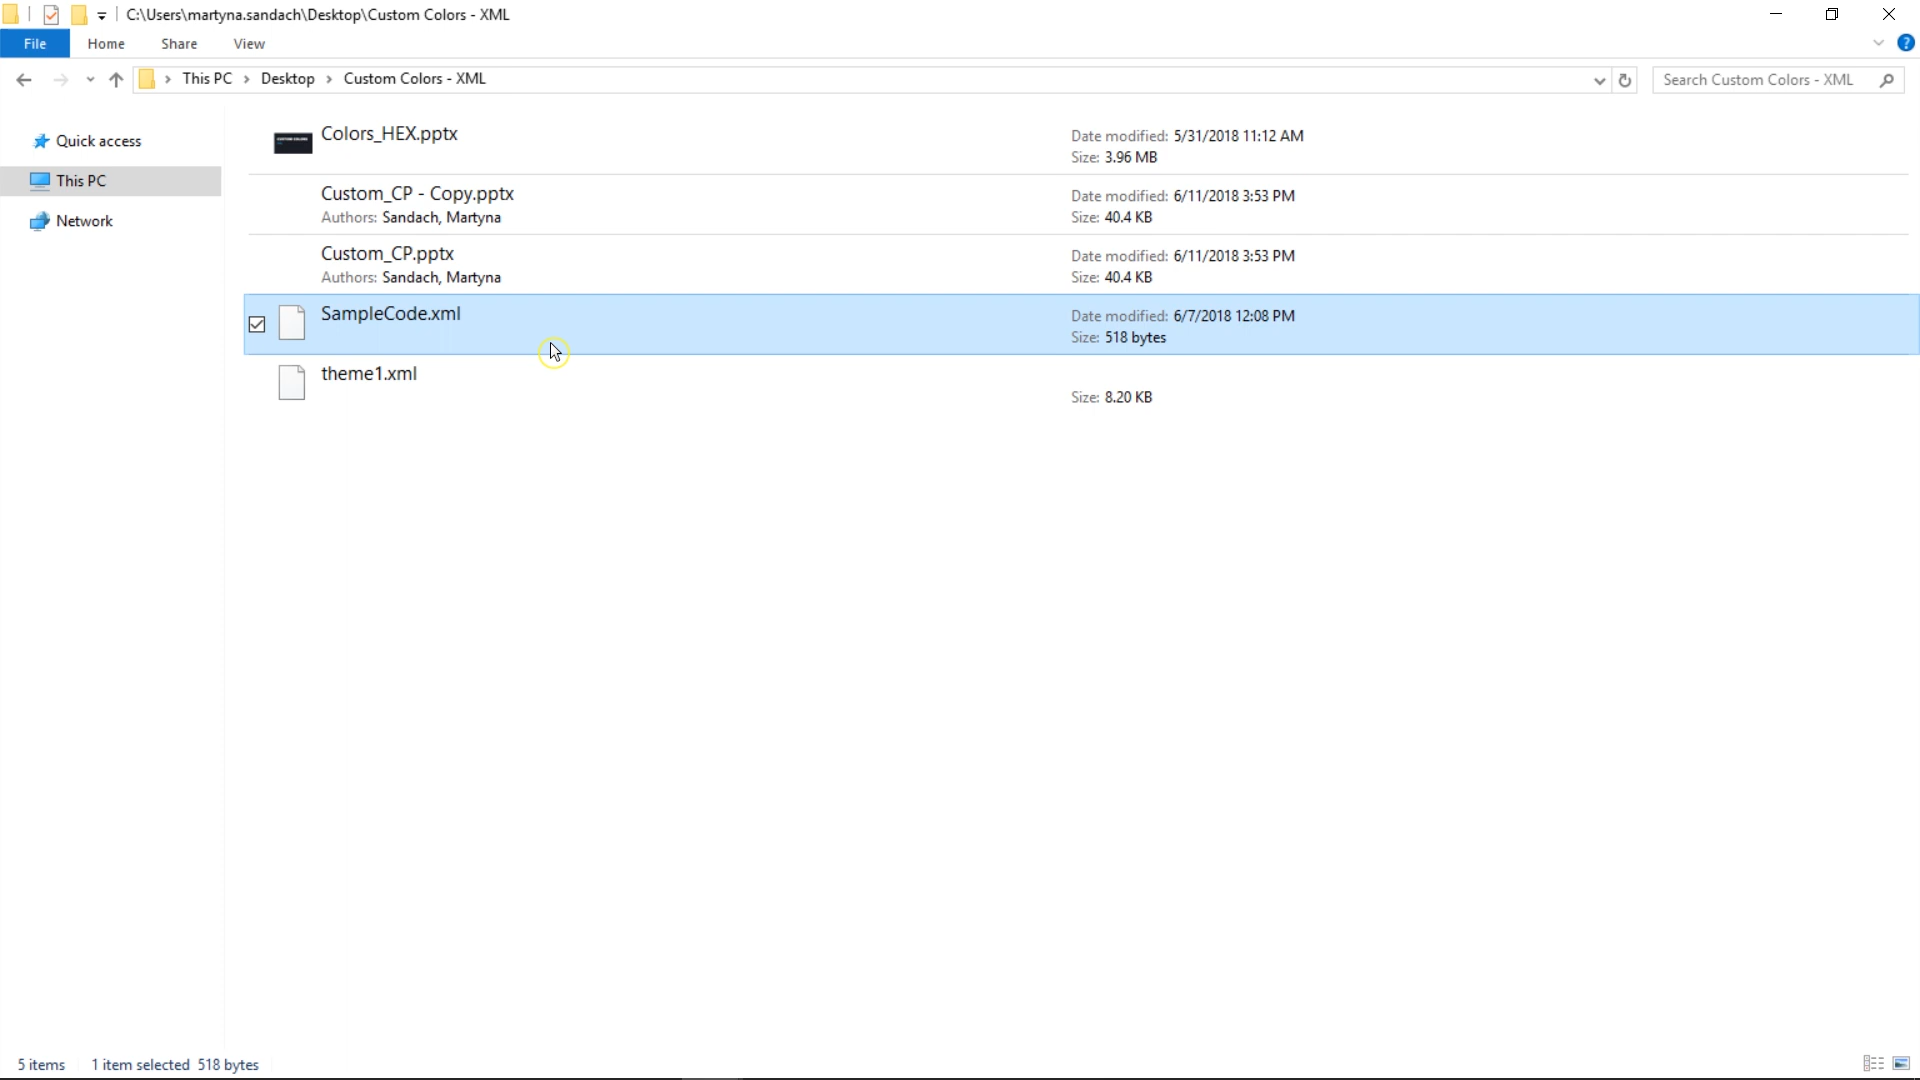 C:\Users\martyna.sandach\Desktop\Custom Colors - XML
File Home Share View
This PC Desktop Custom Colors - XML
Search Custom Colors - XML
Quick access
This PC
Network
Colors_HEX.pptx
Date modified: 5/31/2018 11:12 AM
Size: 3.96 MB
Custom_CP - Copy.pptx
Authors: Sandach, Martyna
Date modified: 6/11/2018 3:53 PM
Size: 40.4 KB
Custom_CP.pptx
Authors: Sandach, Martyna
Date modified: 6/11/2018 3:53 PM
Size: 40.4 KB
SampleCode.xml
Date modified: 6/7/2018 12:08 PM
Size: 518 bytes
theme1.xml
Size: 8.20 KB
5 items 1 item selected 518 bytes